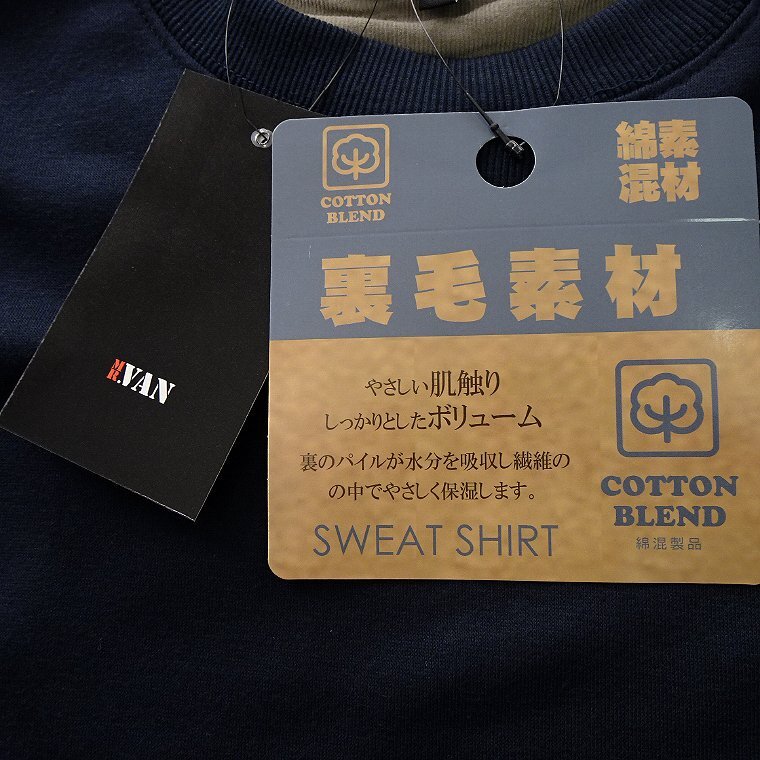 MR.VAN
COTTON
BLEND
綿素
混材
裏毛素材
やさしい肌触り
しっかりとしたボリューム
裏のパイルが水分を吸収し繊維の
の中でやさしく保湿します。
SWEAT SHIRT
COTTON
BLEND
綿混製品